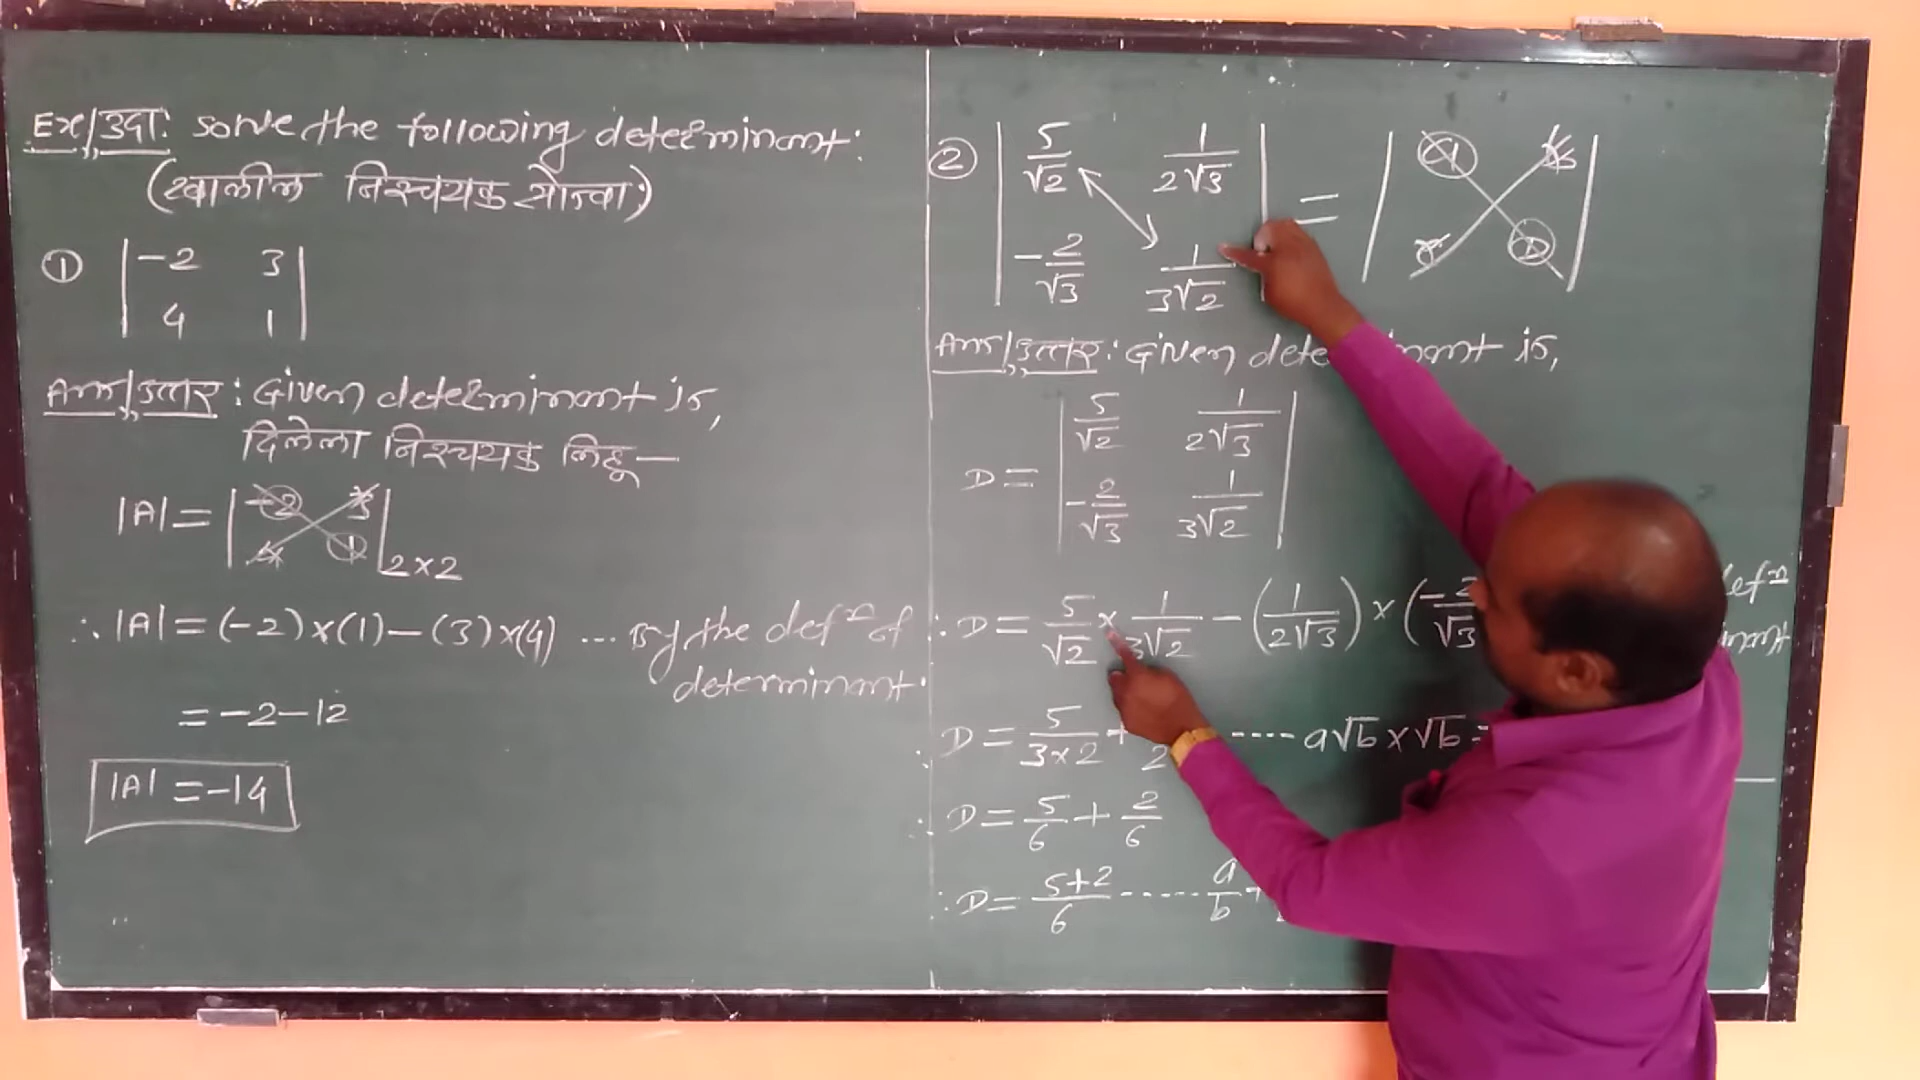 Ex/उदा: Solve the following determinant:
(खालील निश्चयक सोडवा:)
① | -2 3 |
| 4 1 |
Ans/उत्तर: Given determinant is,
दिलेला निश्चयक लिहू—
|A| = | -2 3 |
| 4 1 | 2×2
∴ |A| = (-2)×(1)-(3)×(4) ... By the defⁿ of
determinant.
= -2-12
|A| = -14
② | 5/√2 1/2√3 | =
| -2/√3 1/3√2 |
Ans/उत्तर: Given determinant is,
D = | 5/√2 1/2√3 |
| -2/√3 1/3√2 |
∴ D = 5/√2 × 1/3√2 - (1/2√3) × (-2/√3
∴ D = 5/3×2 + ---- a√b×√b =
∴ D = 5/6 + 2/6
∴ D = 5+2/6 ----- a/b +